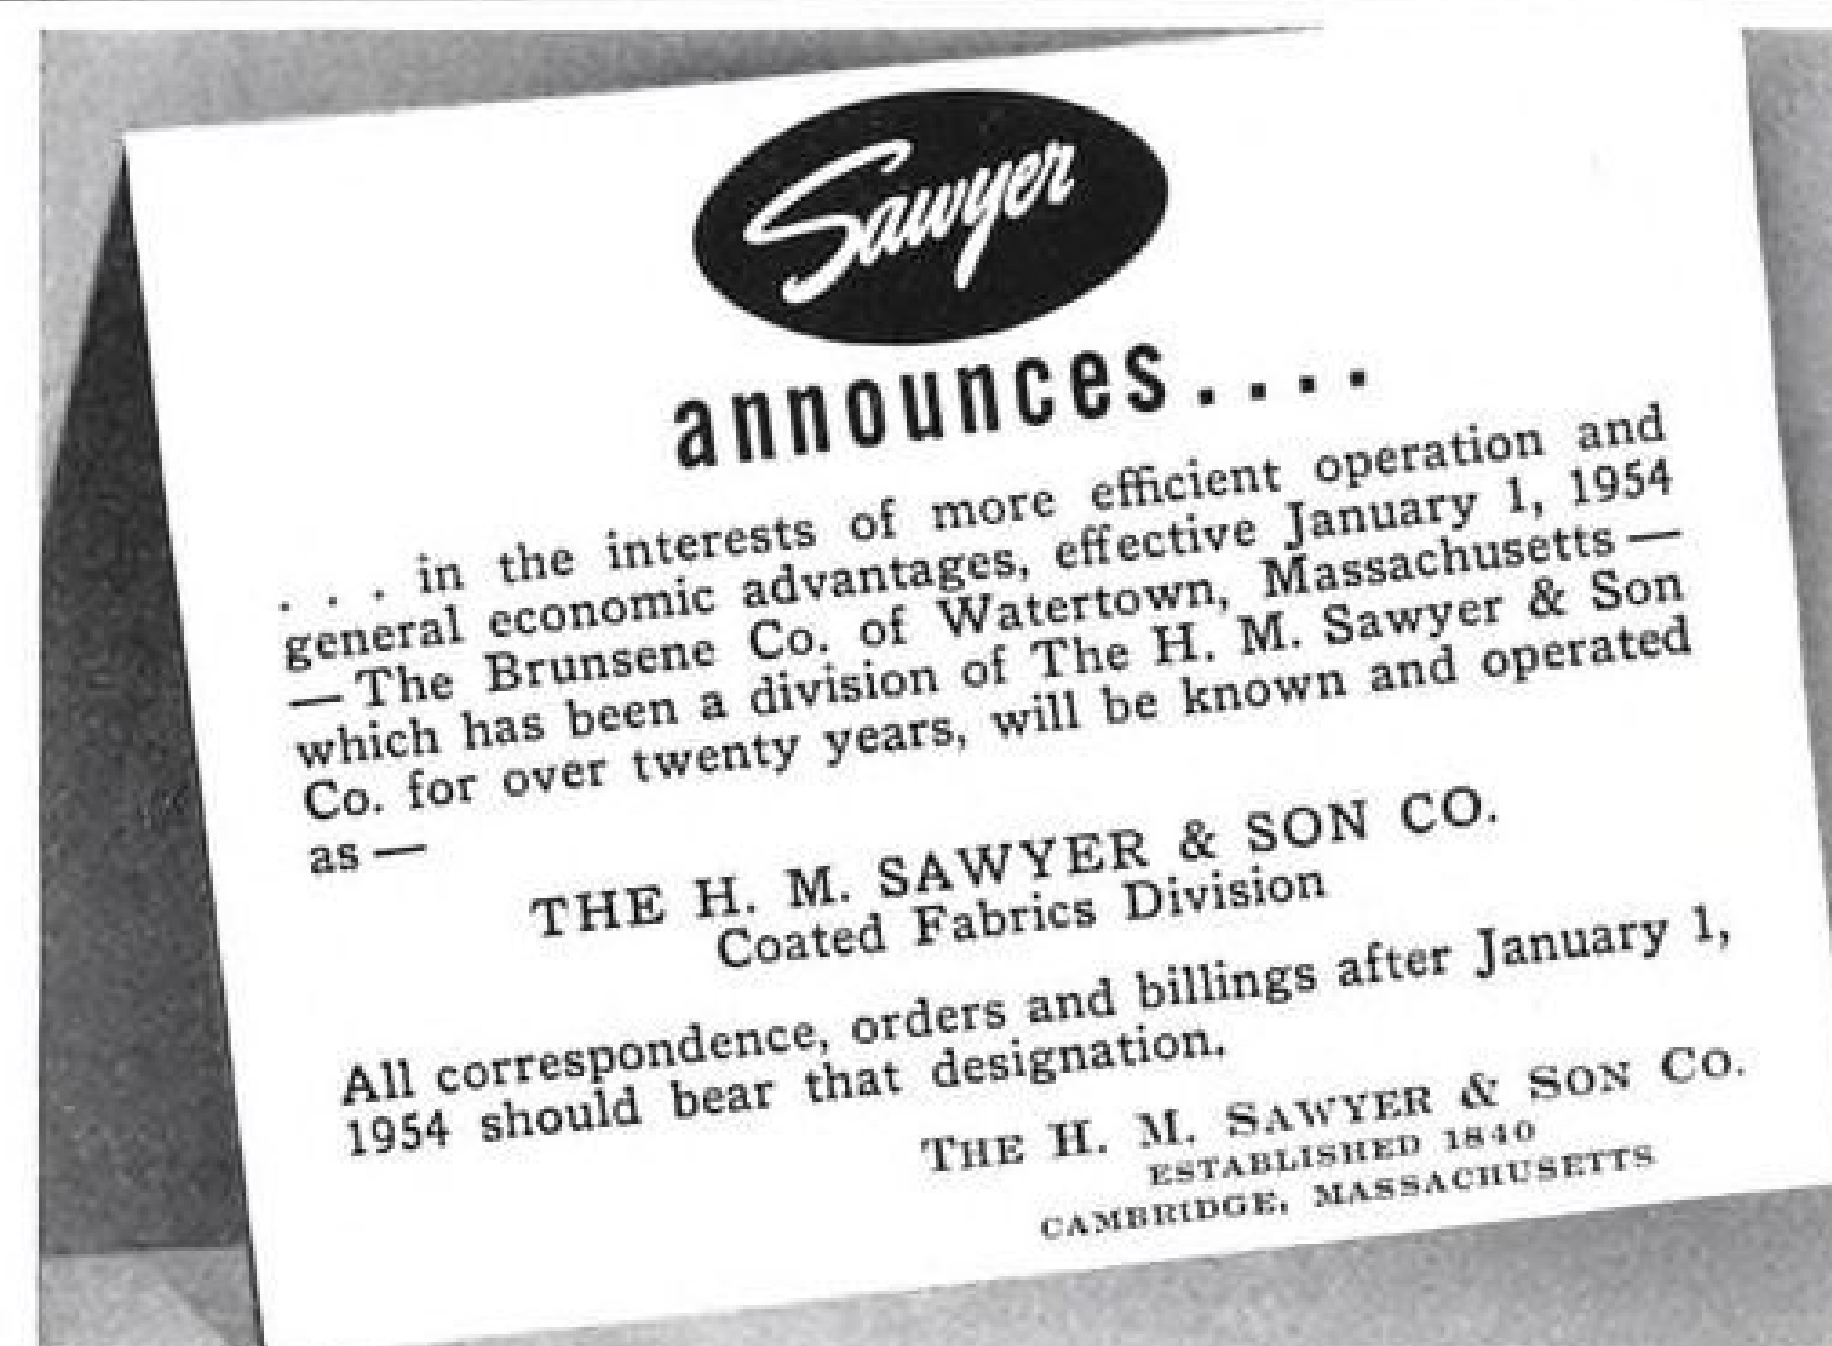 Sawyer
announces....
. . . in the interests of more efficient operation and
general economic advantages, effective January 1, 1954
— The Brunsene Co. of Watertown, Massachusetts —
which has been a division of The H. M. Sawyer & Son
Co. for over twenty years, will be known and operated
as —
THE H. M. SAWYER & SON CO.
Coated Fabrics Division
All correspondence, orders and billings after January 1,
1954 should bear that designation.
THE H. M. SAWYER & SON CO.
ESTABLISHED 1840
CAMBRIDGE, MASSACHUSETTS